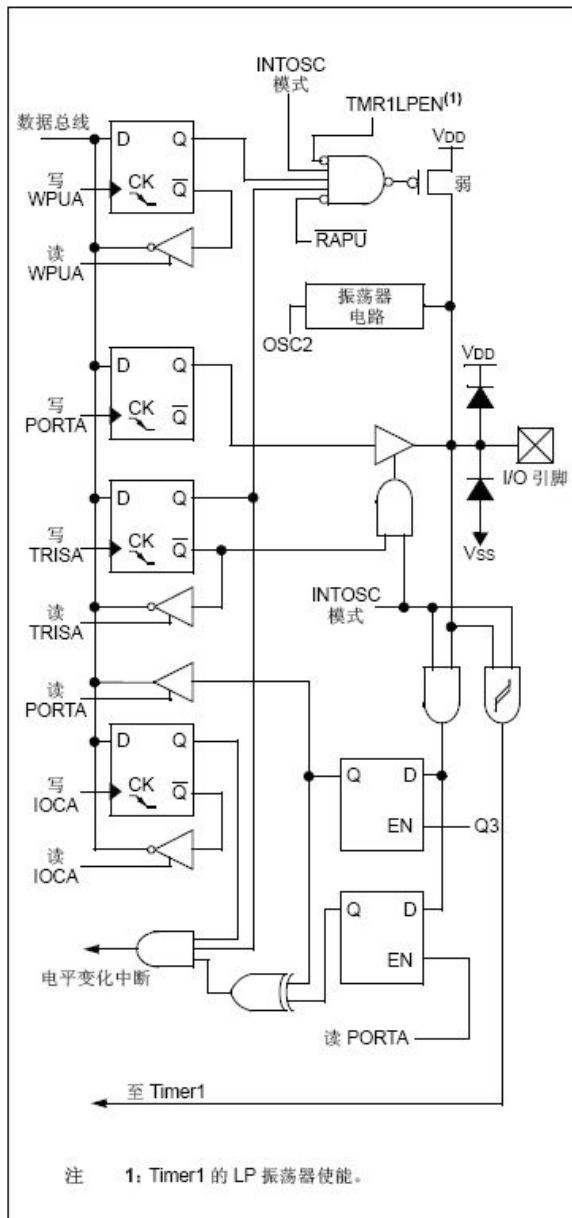 INTOSC
模式
TMR1LPEN(1)
数据总线
D Q
VDD
写
WPUA
CK Q
弱
读
WPUA
RAPU
振荡器
电路
OSC2
D Q
VDD
写
PORTA
CK Q
I/O 引脚
D Q
写
TRISA
CK Q
VSS
INTOSC
模式
读
TRISA
读
PORTA
D Q
写
IOCA
CK Q
Q D
EN
Q3
读
IOCA
Q D
EN
电平变化中断
读 PORTA
至 Timer1
注 1: Timer1 的 LP 振荡器使能。